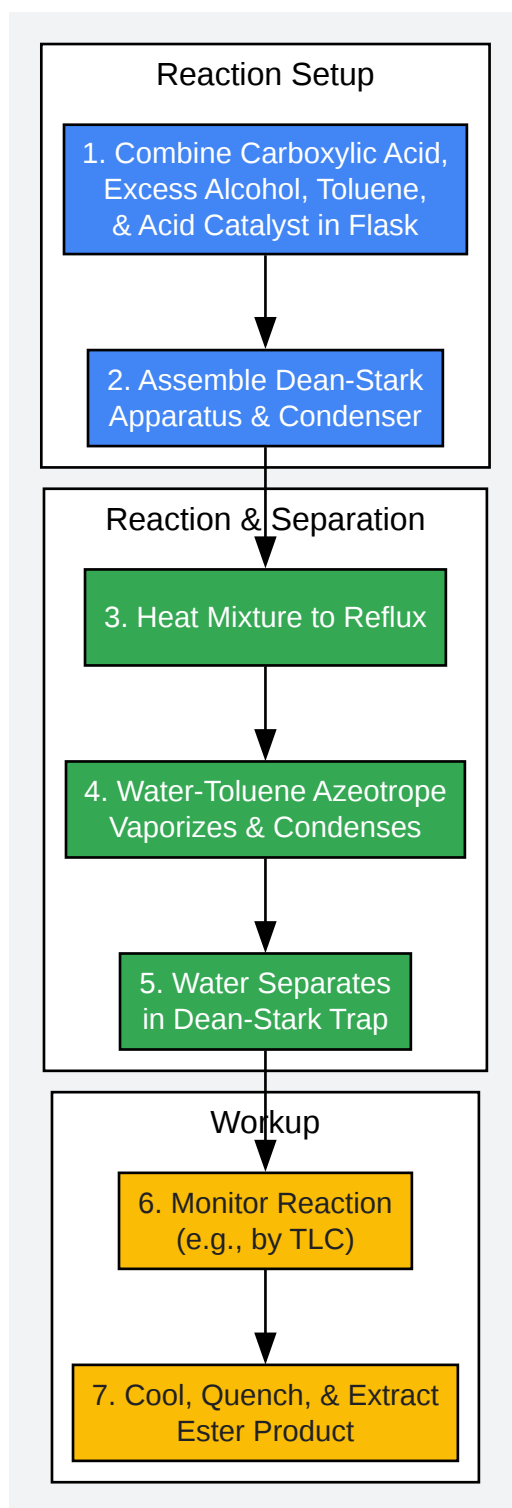 Reaction Setup
1. Combine Carboxylic Acid,
Excess Alcohol, Toluene,
& Acid Catalyst in Flask
2. Assemble Dean-Stark
Apparatus & Condenser
Reaction & Separation
3. Heat Mixture to Reflux
4. Water-Toluene Azeotrope
Vaporizes & Condenses
5. Water Separates
in Dean-Stark Trap
Workup
6. Monitor Reaction
(e.g., by TLC)
7. Cool, Quench, & Extract
Ester Product